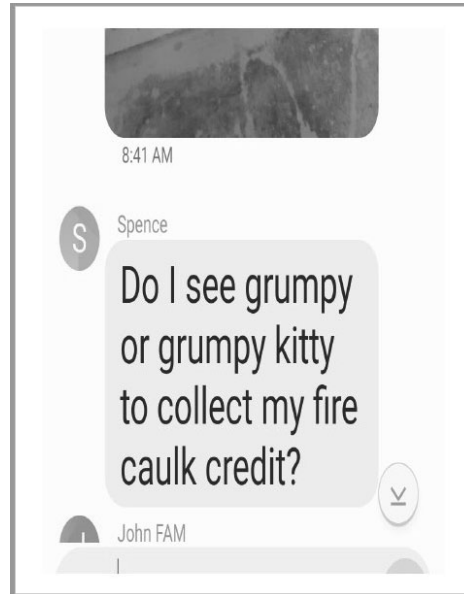 8:41 AM
Spence
S
Do I see grumpy
or grumpy kitty
to collect my fire
caulk credit?
John FAM